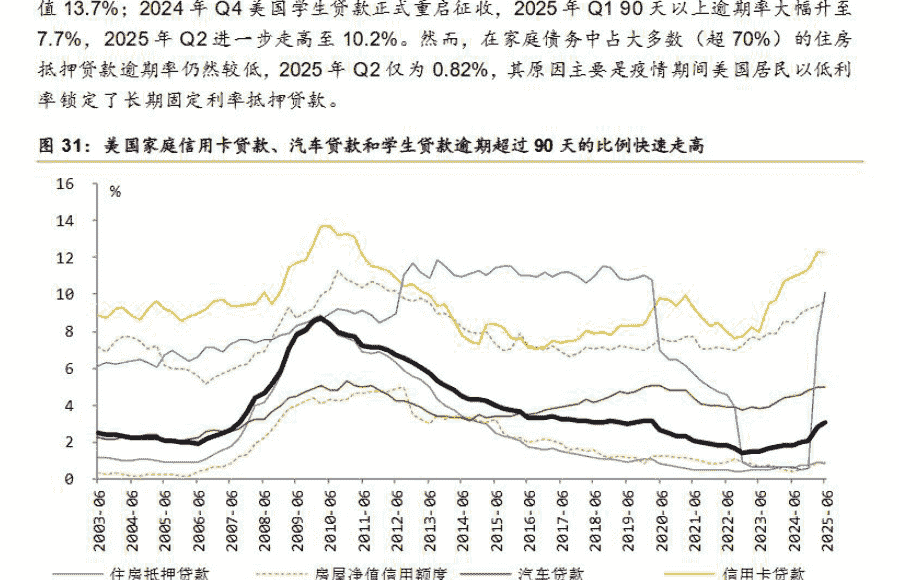 值 13.7%；2024 年 Q4 美国学生贷款正式重启征收，2025 年 Q1 90 天以上逾期率大幅升至
7.7%，2025 年 Q2 进一步走高至 10.2%。然而，在家庭债务中占大多数（超 70%）的住房
抵押贷款逾期率仍然较低，2025 年 Q2 仅为 0.82%，其原因主要是疫情期间美国居民以低利
率锁定了长期固定利率抵押贷款。
图 31：美国家庭信用卡贷款、汽车贷款和学生贷款逾期超过 90 天的比例快速走高
%
16
14
12
10
8
6
4
2
0
2003-06 2004-06 2005-06 2006-06 2007-06 2008-06 2009-06 2010-06 2011-06 2012-06 2013-06 2014-06 2015-06 2016-06 2017-06 2018-06 2019-06 2020-06 2021-06 2022-06 2023-06 2024-06 2025-06
住房抵押贷款 房屋净值信用额度 汽车贷款 信用卡贷款